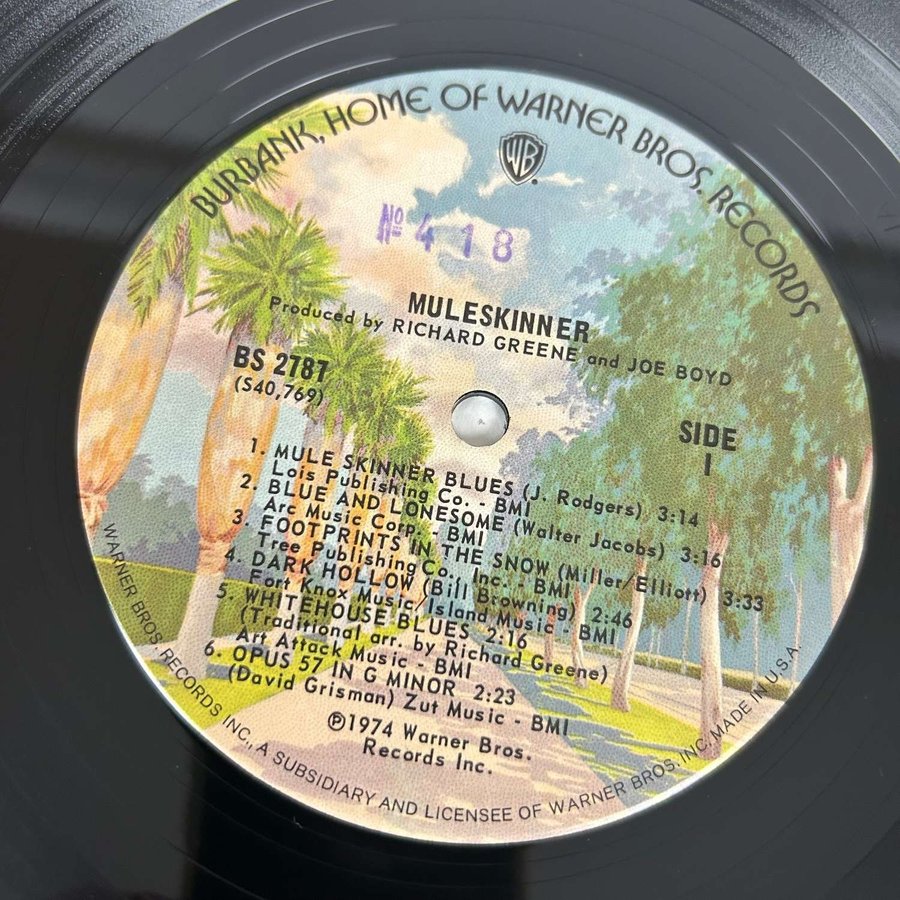 BURBANK, HOME OF WARNER BROS. RECORDS
WB
Nº 418
MULESKINNER
Produced by RICHARD GREENE and JOE BOYD
BS 2787
(S40,769)
SIDE
1
1. MULE SKINNER BLUES (J. Rodgers) 3:14
Lois Publishing Co. - BMI
2. BLUE AND LONESOME (Walter Jacobs) 3:16
Arc Music Corp. - BMI
3. FOOTPRINTS IN THE SNOW (Miller/Elliott) 3:33
Tree Publishing Co., Inc. - BMI
4. DARK HOLLOW (Bill Browning) 2:46
Fort Knox Music/Island Music - BMI
5. WHITEHOUSE BLUES 2:16
(Traditional arr. by Richard Greene)
Art Attack Music - BMI
6. OPUS 57 IN G MINOR 2:23
(David Grisman) Zut Music - BMI
℗1974 Warner Bros.
Records Inc.
WARNER BROS. RECORDS INC., A SUBSIDIARY AND LICENSEE OF WARNER BROS. INC. MADE IN U.S.A.